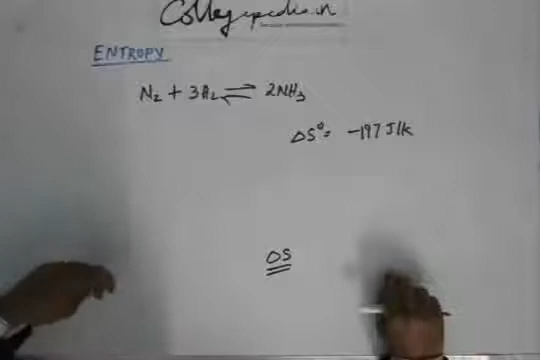 Collegepedia.in
ENTROPY
N₂ + 3H₂ ⇌ 2NH₃
ΔS° = -197 J/K
ΔS